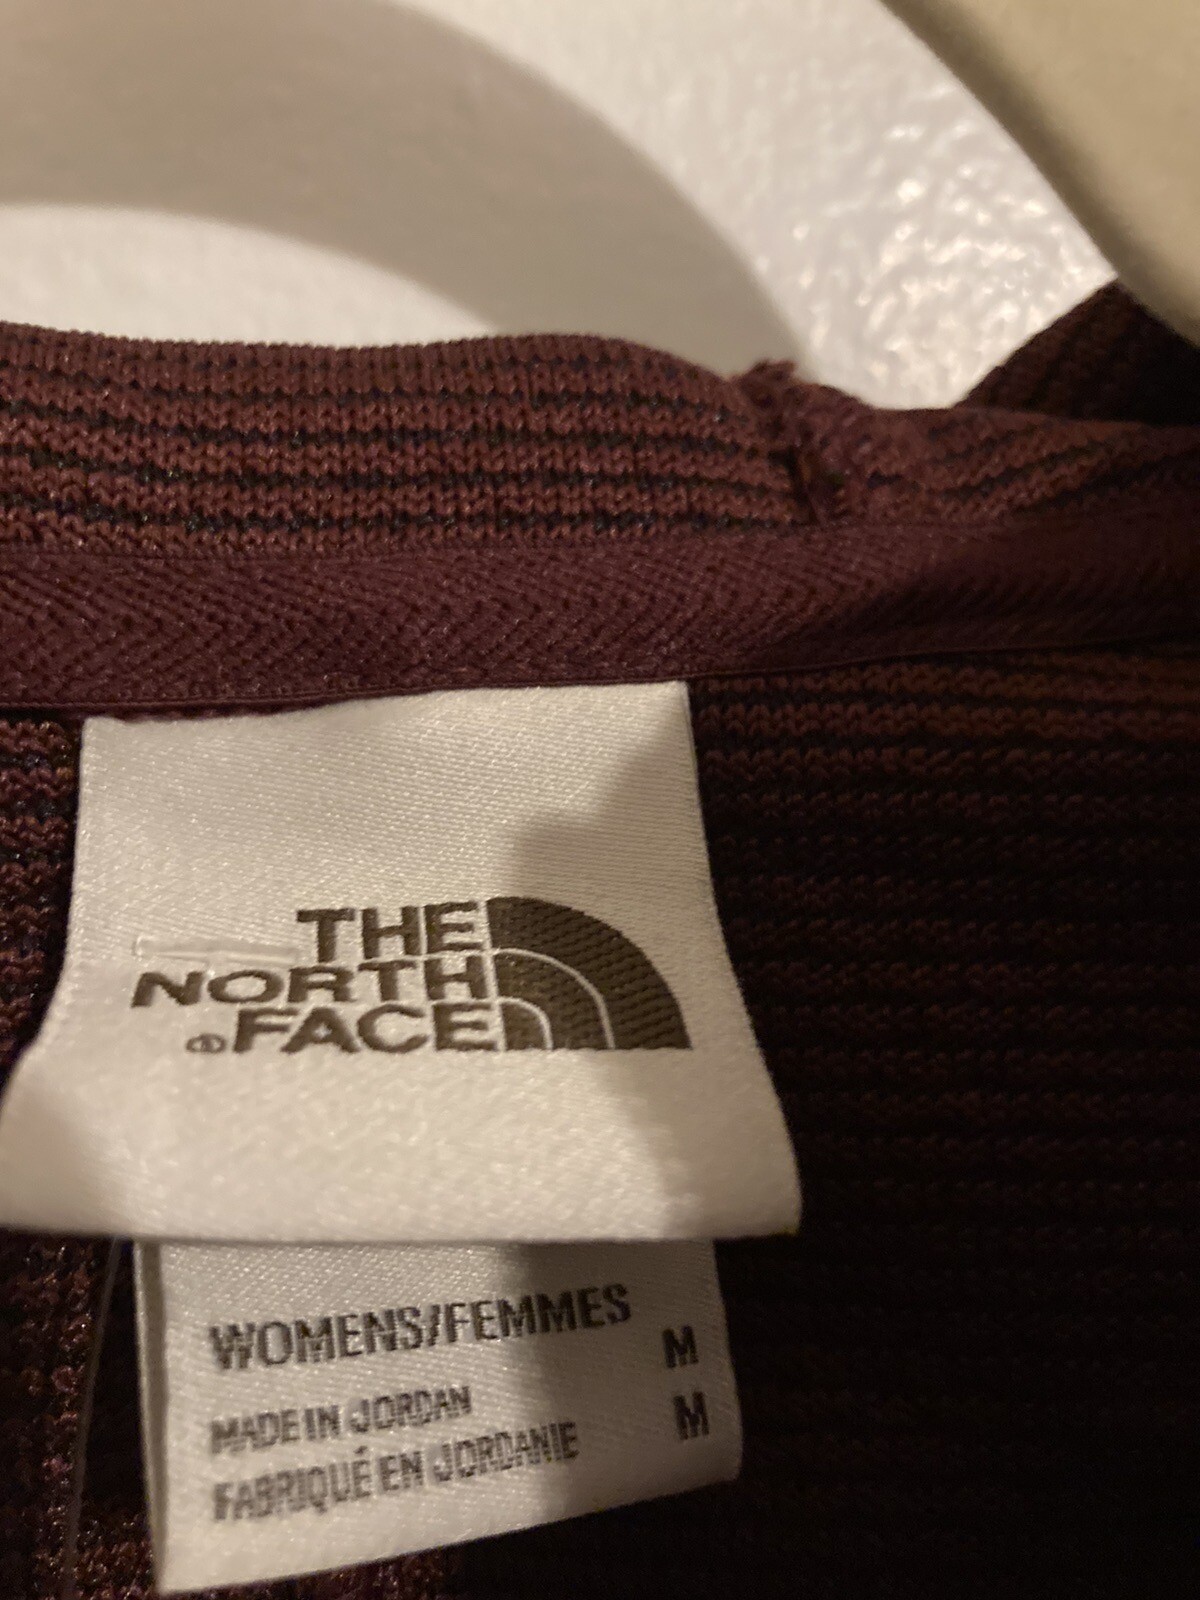 THE
NORTH
®FACE
WOMENS/FEMMES
M
MADE IN JORDAN
M
FABRIQUÉ EN JORDANIE